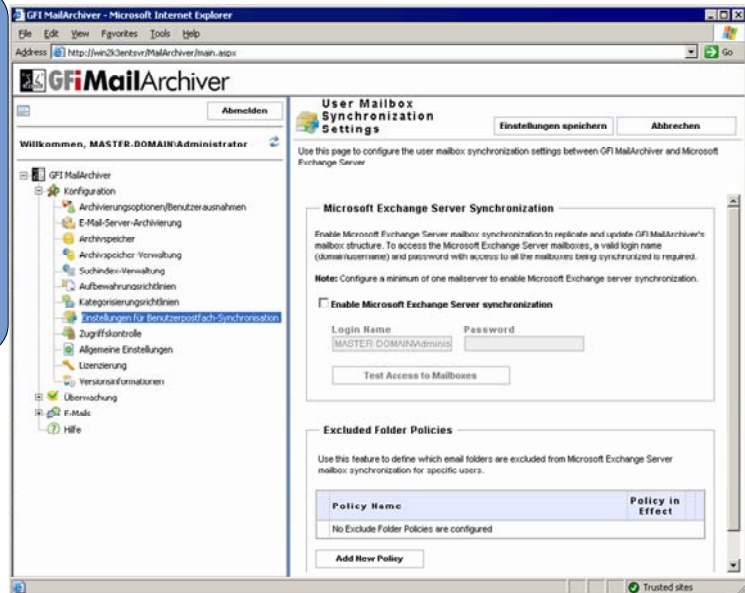 GFI MailArchiver - Microsoft Internet Explorer
File Edit View Favorites Tools Help
Address http://win2k3entsvr/MailArchiver/main.aspx Go
GFi MailArchiver
Abmelden
Willkommen, MASTER-DOMAIN\Administrator
GFI MailArchiver
Konfiguration
Archivierungsoptionen/Benutzerausnahmen
E-Mail-Server-Archivierung
Archivspeicher
Archivspeicher-Verwaltung
Suchindex-Verwaltung
Aufbewahrungsrichtlinien
Kategorisierungsrichtlinien
Einstellungen für Benutzerpostfach-Synchronisation
Zugriffskontrolle
Allgemeine Einstellungen
Lizenzierung
Versionsinformationen
Überwachung
E-Mails
Hilfe
User Mailbox
Synchronization
Settings
Einstellungen speichern
Abbrechen
Use this page to configure the user mailbox synchronization settings between GFI MailArchiver and Microsoft
Exchange Server
Microsoft Exchange Server Synchronization
Enable Microsoft Exchange Server mailbox synchronization to replicate and update GFI MailArchiver's
mailbox structure. To access the Microsoft Exchange Server mailboxes, a valid login name
(domain\username) and password with access to all the mailboxes being synchronized is required.
Note: Configure a minimum of one mailserver to enable Microsoft Exchange server synchronization.
Enable Microsoft Exchange Server synchronization
Login Name Password
MASTER-DOMAIN\Adminis
Test Access to Mailboxes
Excluded Folder Policies
Use this feature to define which email folders are excluded from Microsoft Exchange Server
mailbox synchronization for specific users.
Policy Name
Policy in
Effect
No Exclude Folder Policies are configured
Add New Policy
Trusted sites